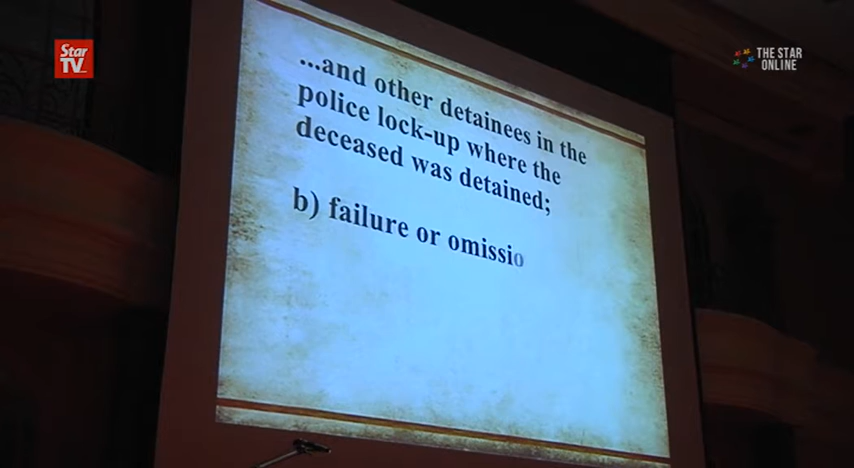 Star
TV
THE STAR
ONLINE
...and other detainees in the
police lock-up where the
deceased was detained;
b) failure or omissio